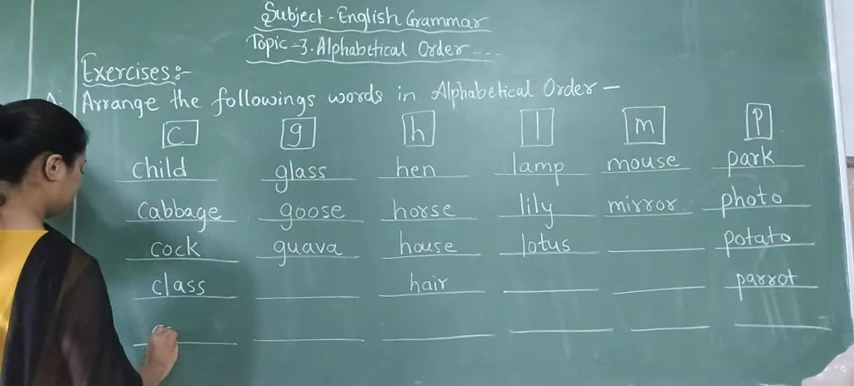 Subject - English Grammar
Topic - 3. Alphabetical Order ....
Exercises:-
A. Arrange the followings words in Alphabetical Order -
c g h l m p
child glass hen lamp mouse park
cabbage goose horse lily mirror photo
cock guava house lotus potato
class hair parrot